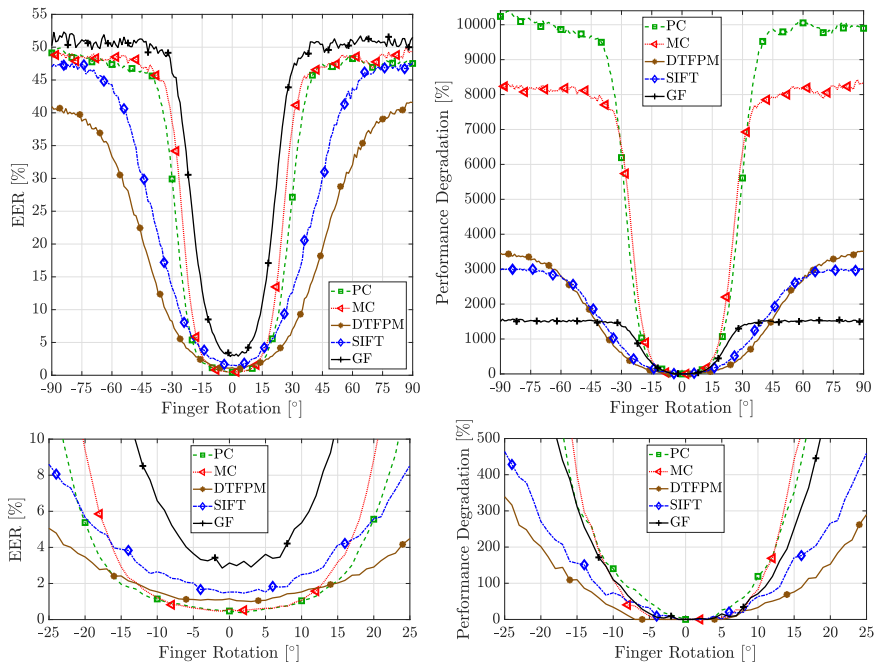 EER [%]
55
50
45
40
35
30
25
20
15
10
5
0
-90 -75 -60 -45 -30 -15 0 15 30 45 60 75 90
Finger Rotation [°]
PC
MC
DTFPM
SIFT
GF
Performance Degradation [%]
10000
9000
8000
7000
6000
5000
4000
3000
2000
1000
0
-90 -75 -60 -45 -30 -15 0 15 30 45 60 75 90
Finger Rotation [°]
PC
MC
DTFPM
SIFT
GF
EER [%]
10
8
6
4
2
0
-25 -20 -15 -10 -5 0 5 10 15 20 25
Finger Rotation [°]
PC
MC
DTFPM
SIFT
GF
Performance Degradation [%]
500
400
300
200
100
0
-25 -20 -15 -10 -5 0 5 10 15 20 25
Finger Rotation [°]
PC
MC
DTFPM
SIFT
GF